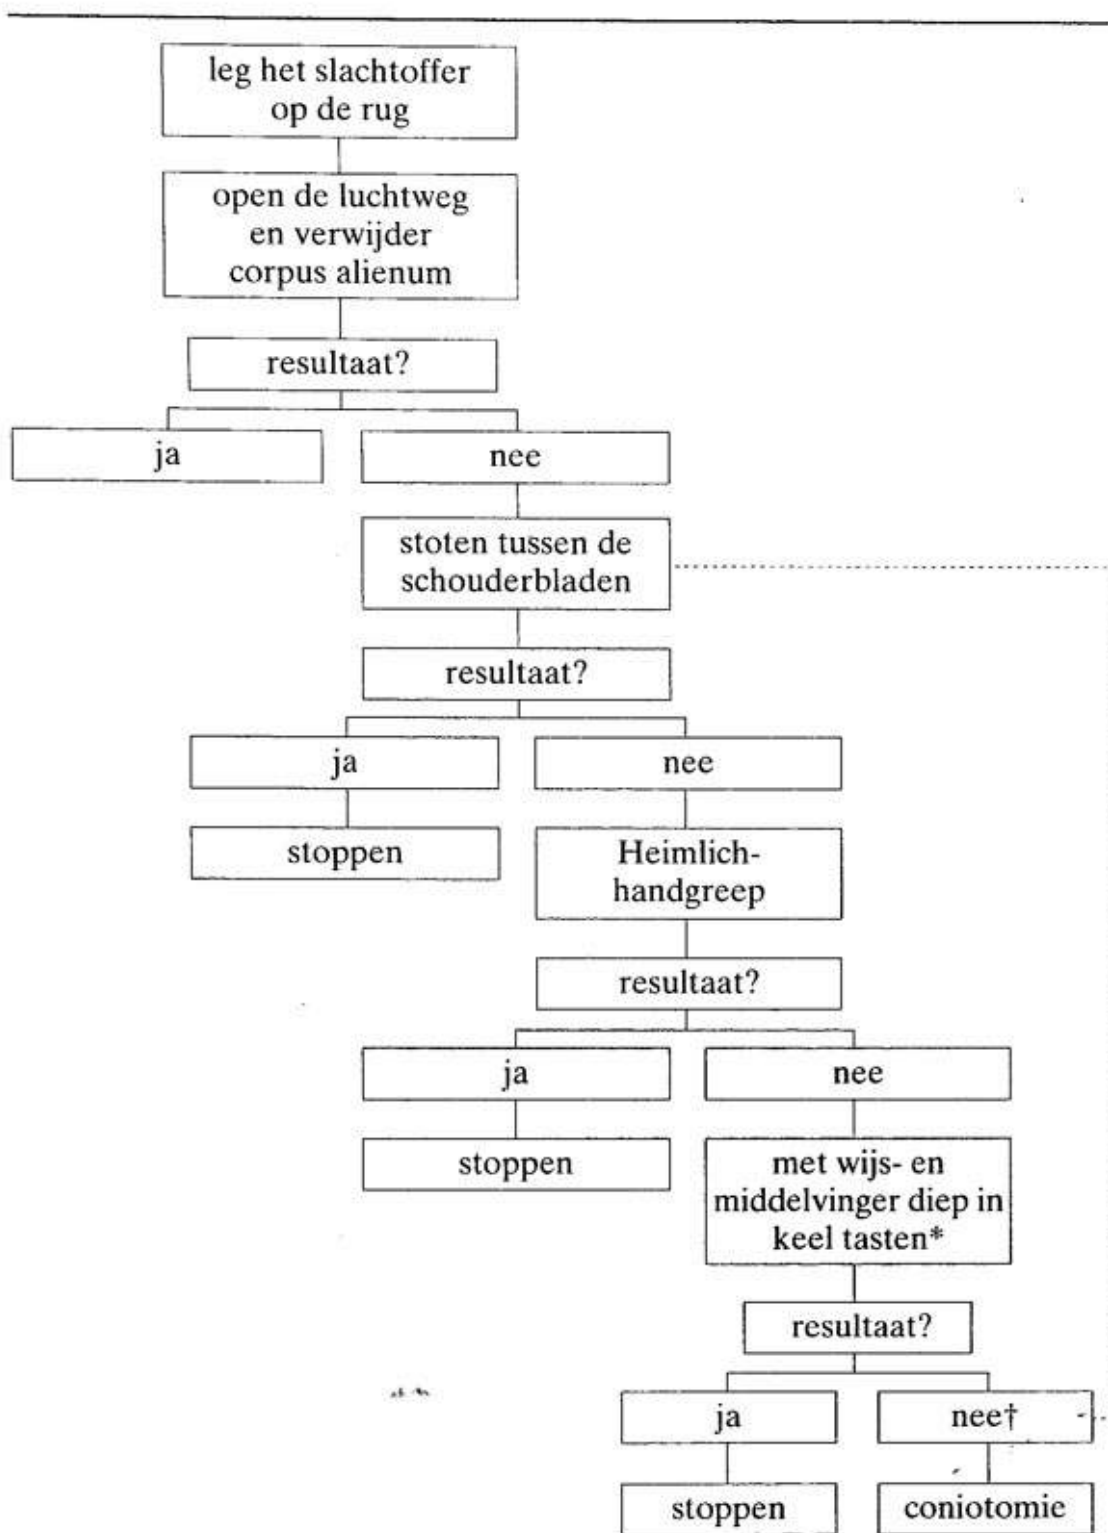 leg het slachtoffer
op de rug
open de luchtweg
en verwijder
corpus alienum
resultaat?
ja
nee
stoten tussen de
schouderbladen
resultaat?
ja
nee
stoppen
Heimlich-
handgreep
resultaat?
ja
nee
stoppen
met wijs- en
middelvinger diep in
keel tasten*
resultaat?
ja
nee†
stoppen
coniotomie